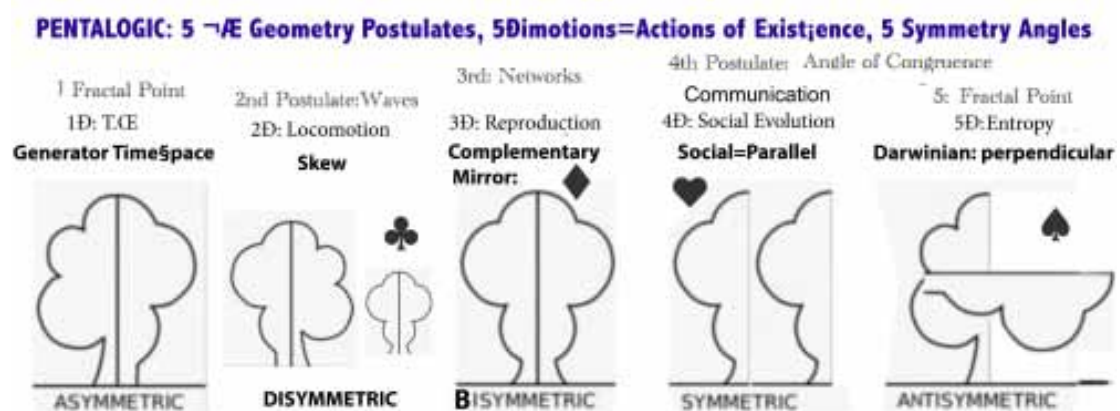 PENTALOGIC: 5 ¬Æ Geometry Postulates, 5Ðimotions=Actions of Exist¡ence, 5 Symmetry Angles
1 Fractal Point
1Ð: T.Œ
Generator Time§pace
ASYMMETRIC
2nd Postulate:Waves
2Ð: Locomotion
Skew
DISYMMETRIC
3rd: Networks
3Ð: Reproduction
Complementary
Mirror:
BISYMMETRIC
4th Postulate: Angle of Congruence
Communication
4Ð: Social Evolution
Social=Parallel
SYMMETRIC
5: Fractal Point
5Ð:Entropy
Darwinian: perpendicular
ANTISYMMETRIC